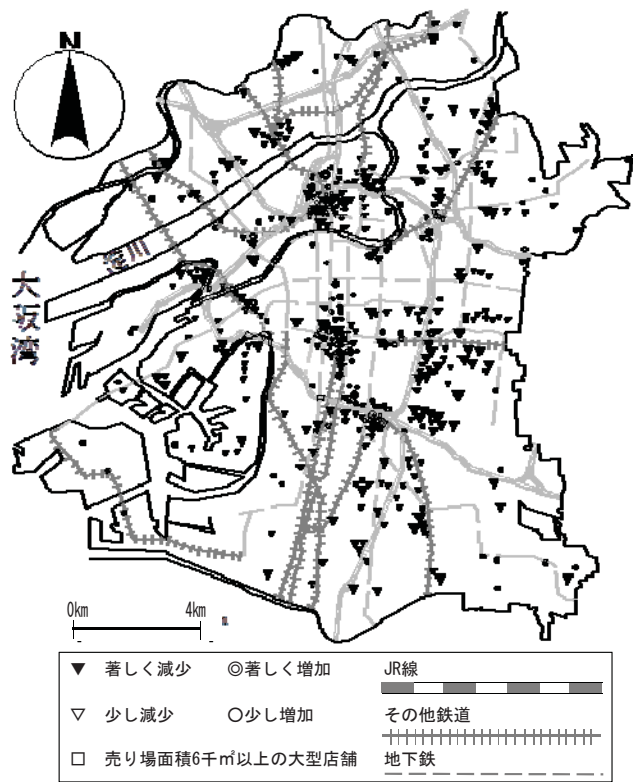 N
淀川
大阪湾
0km 4km
▼ 著しく減少 ◎著しく増加 JR線
▽ 少し減少 ○少し増加 その他鉄道
□ 売り場面積6千㎡以上の大型店舗 地下鉄